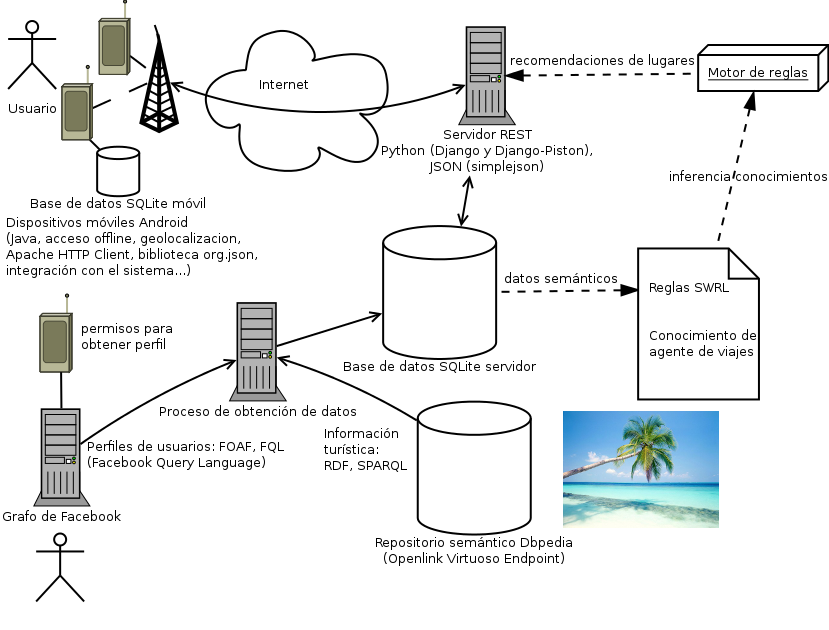 Usuario
Internet
recomendaciones de lugares
Motor de reglas
Servidor REST
Python (Django y Django-Piston),
JSON (simplejson)
inferencia conocimientos
Base de datos SQLite móvil
Dispositivos móviles Android
(Java, acceso offline, geolocalizacion,
Apache HTTP Client, biblioteca org.json,
integración con el sistema...)
datos semánticos
Reglas SWRL
Conocimiento de
agente de viajes
permisos para
obtener perfil
Base de datos SQLite servidor
Proceso de obtención de datos
Perfiles de usuarios: FOAF, FQL
(Facebook Query Language)
Información
turística:
RDF, SPARQL
Grafo de Facebook
Repositorio semántico Dbpedia
(Openlink Virtuoso Endpoint)